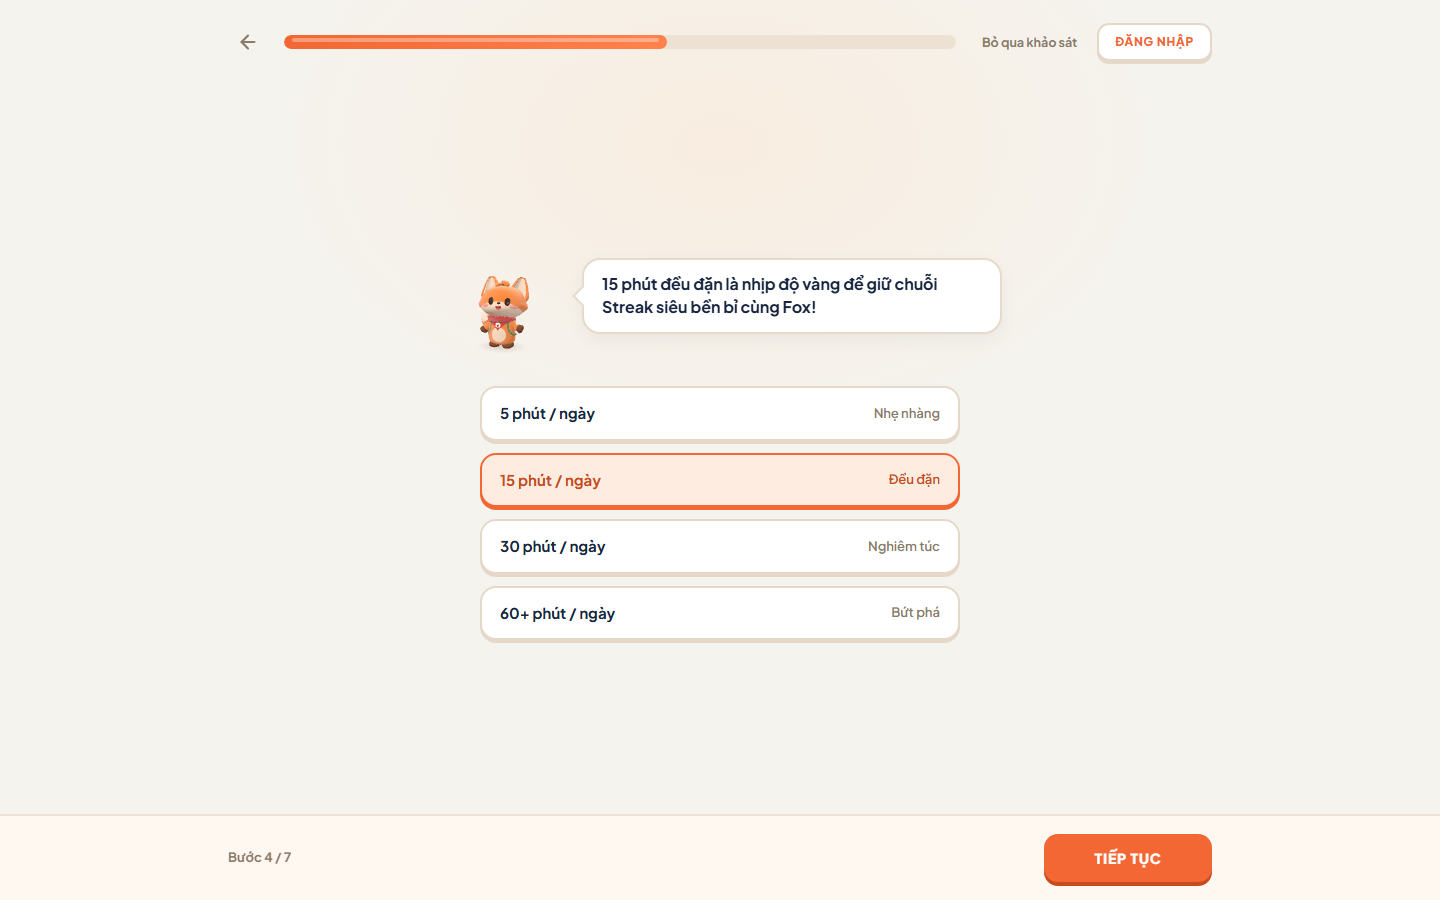 Bỏ qua khảo sát
ĐĂNG NHẬP
15 phút đều đặn là nhịp độ vàng để giữ chuỗi
Streak siêu bền bỉ cùng Fox!
5 phút / ngày
Nhẹ nhàng
15 phút / ngày
Đều đặn
30 phút / ngày
Nghiêm túc
60+ phút / ngày
Bứt phá
Bước 4 / 7
TIẾP TỤC